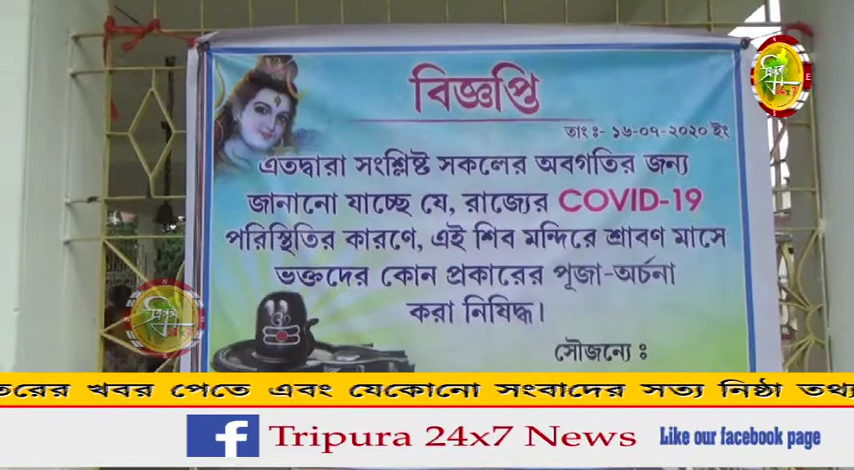 বিজ্ঞপ্তি
তাং ঃ- ১৬-০৭-২০২০ ইং
এতদ্বারা সংশ্লিষ্ট সকলের অবগতির জন্য
জানানো যাচ্ছে যে, রাজ্যের COVID-19
পরিস্থিতির কারণে, এই শিব মন্দিরে শ্রাবণ মাসে
ভক্তদের কোন প্রকারের পূজা-অর্চনা
করা নিষিদ্ধ।
সৌজন্যে ঃ
তরের খবর পেতে এবং যেকোনো সংবাদের সত্য নিষ্ঠা তথ্য
f Tripura 24x7 News Like our facebook page